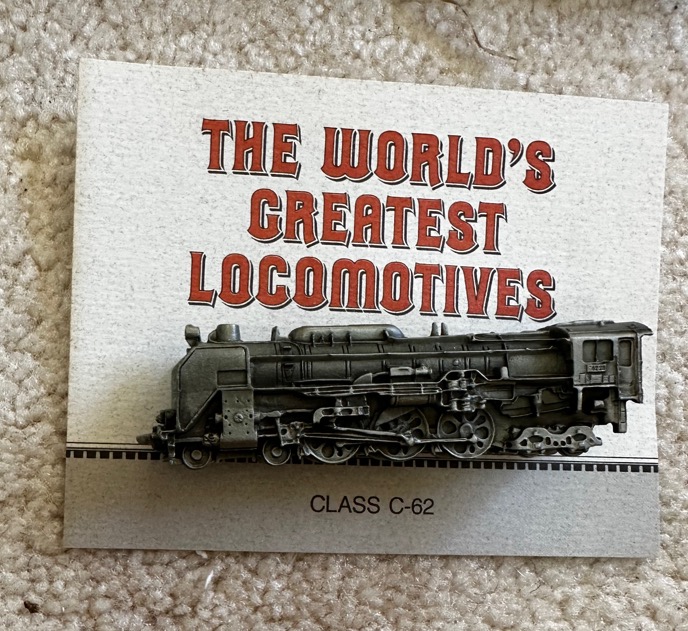 THE WORLD'S
GREATEST
LOCOMOTIVES
CLASS C-62